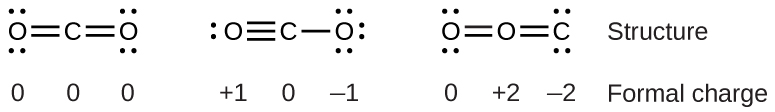 O=C=O O≡C–O O=O=C Structure
0 0 0 +1 0 –1 0 +2 –2 Formal charge